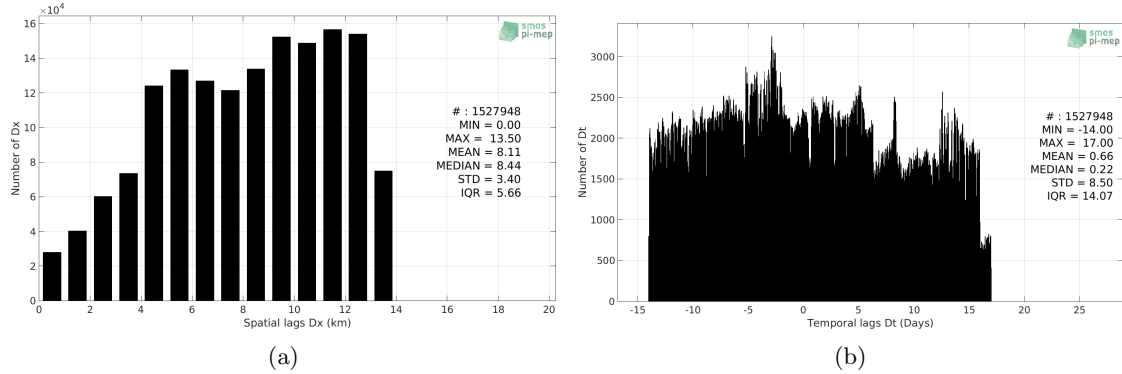 ×10⁴
16
14
12
10
8
6
4
2
0
Number of Dx
smos
pi-mep
# : 1527948
MIN = 0.00
MAX = 13.50
MEAN = 8.11
MEDIAN = 8.44
STD = 3.40
IQR = 5.66
0 2 4 6 8 10 12 14 16 18 20
Spatial lags Dx (km)
(a)
3000
2500
2000
1500
1000
500
0
Number of Dt
smos
pi-mep
# : 1527948
MIN = -14.00
MAX = 17.00
MEAN = 0.66
MEDIAN = 0.22
STD = 8.50
IQR = 14.07
-15 -10 -5 0 5 10 15 20 25
Temporal lags Dt (Days)
(b)